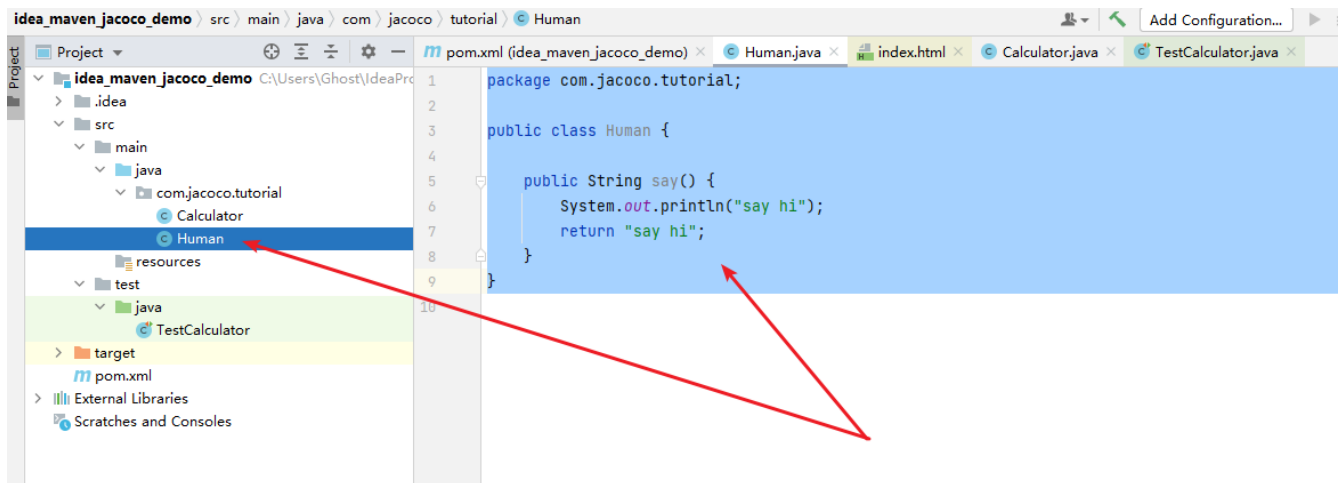 idea_maven_jacoco_demo 〉 src 〉 main 〉 java 〉 com 〉 jacoco 〉 tutorial 〉 Human
Add Configuration...
Project
Project
pom.xml (idea_maven_jacoco_demo)
Human.java
index.html
Calculator.java
TestCalculator.java
idea_maven_jacoco_demo C:\Users\Ghost\IdeaPro
.idea
src
main
java
com.jacoco.tutorial
Calculator
Human
resources
test
java
TestCalculator
target
pom.xml
External Libraries
Scratches and Consoles
1 package com.jacoco.tutorial;
2
3 public class Human {
4
5 public String say() {
6 System.out.println("say hi");
7 return "say hi";
8 }
9 }
10